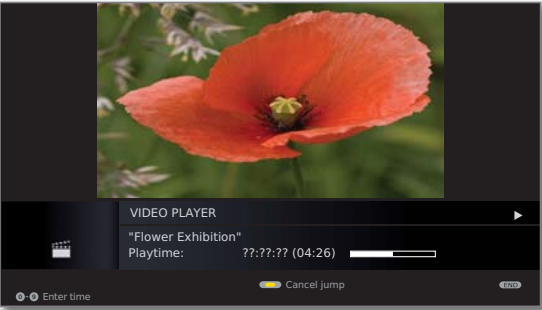 VIDEO PLAYER
"Flower Exhibition"
Playtime: ??:??:?? (04:26)
Cancel jump
END
0-9 Enter time